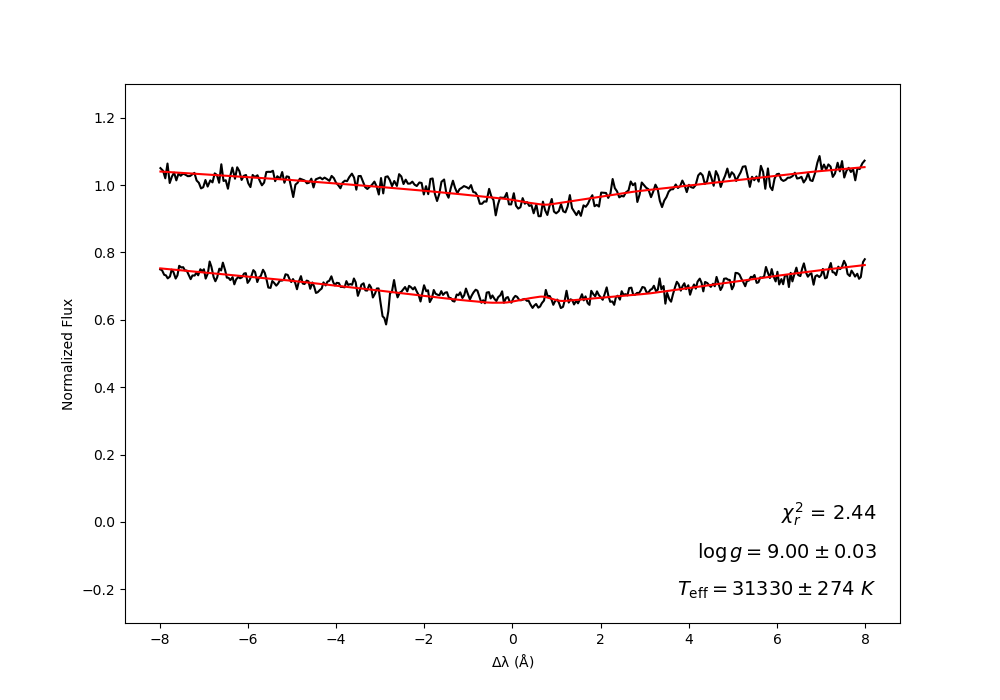 1.2
1.0
0.8
0.6
0.4
0.2
0.0
−0.2
Normalized Flux
χ²ᵣ = 2.44
log g = 9.00 ± 0.03
T_eff = 31330 ± 274 K
−8 −6 −4 −2 0 2 4 6 8
Δλ (Å)